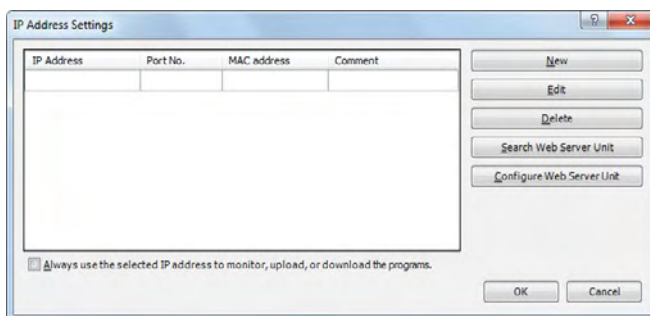 IP Address Settings
IP Address Port No. MAC address Comment
New
Edit
Delete
Search Web Server Unit
Configure Web Server Unit
Always use the selected IP address to monitor, upload, or download the programs.
OK Cancel